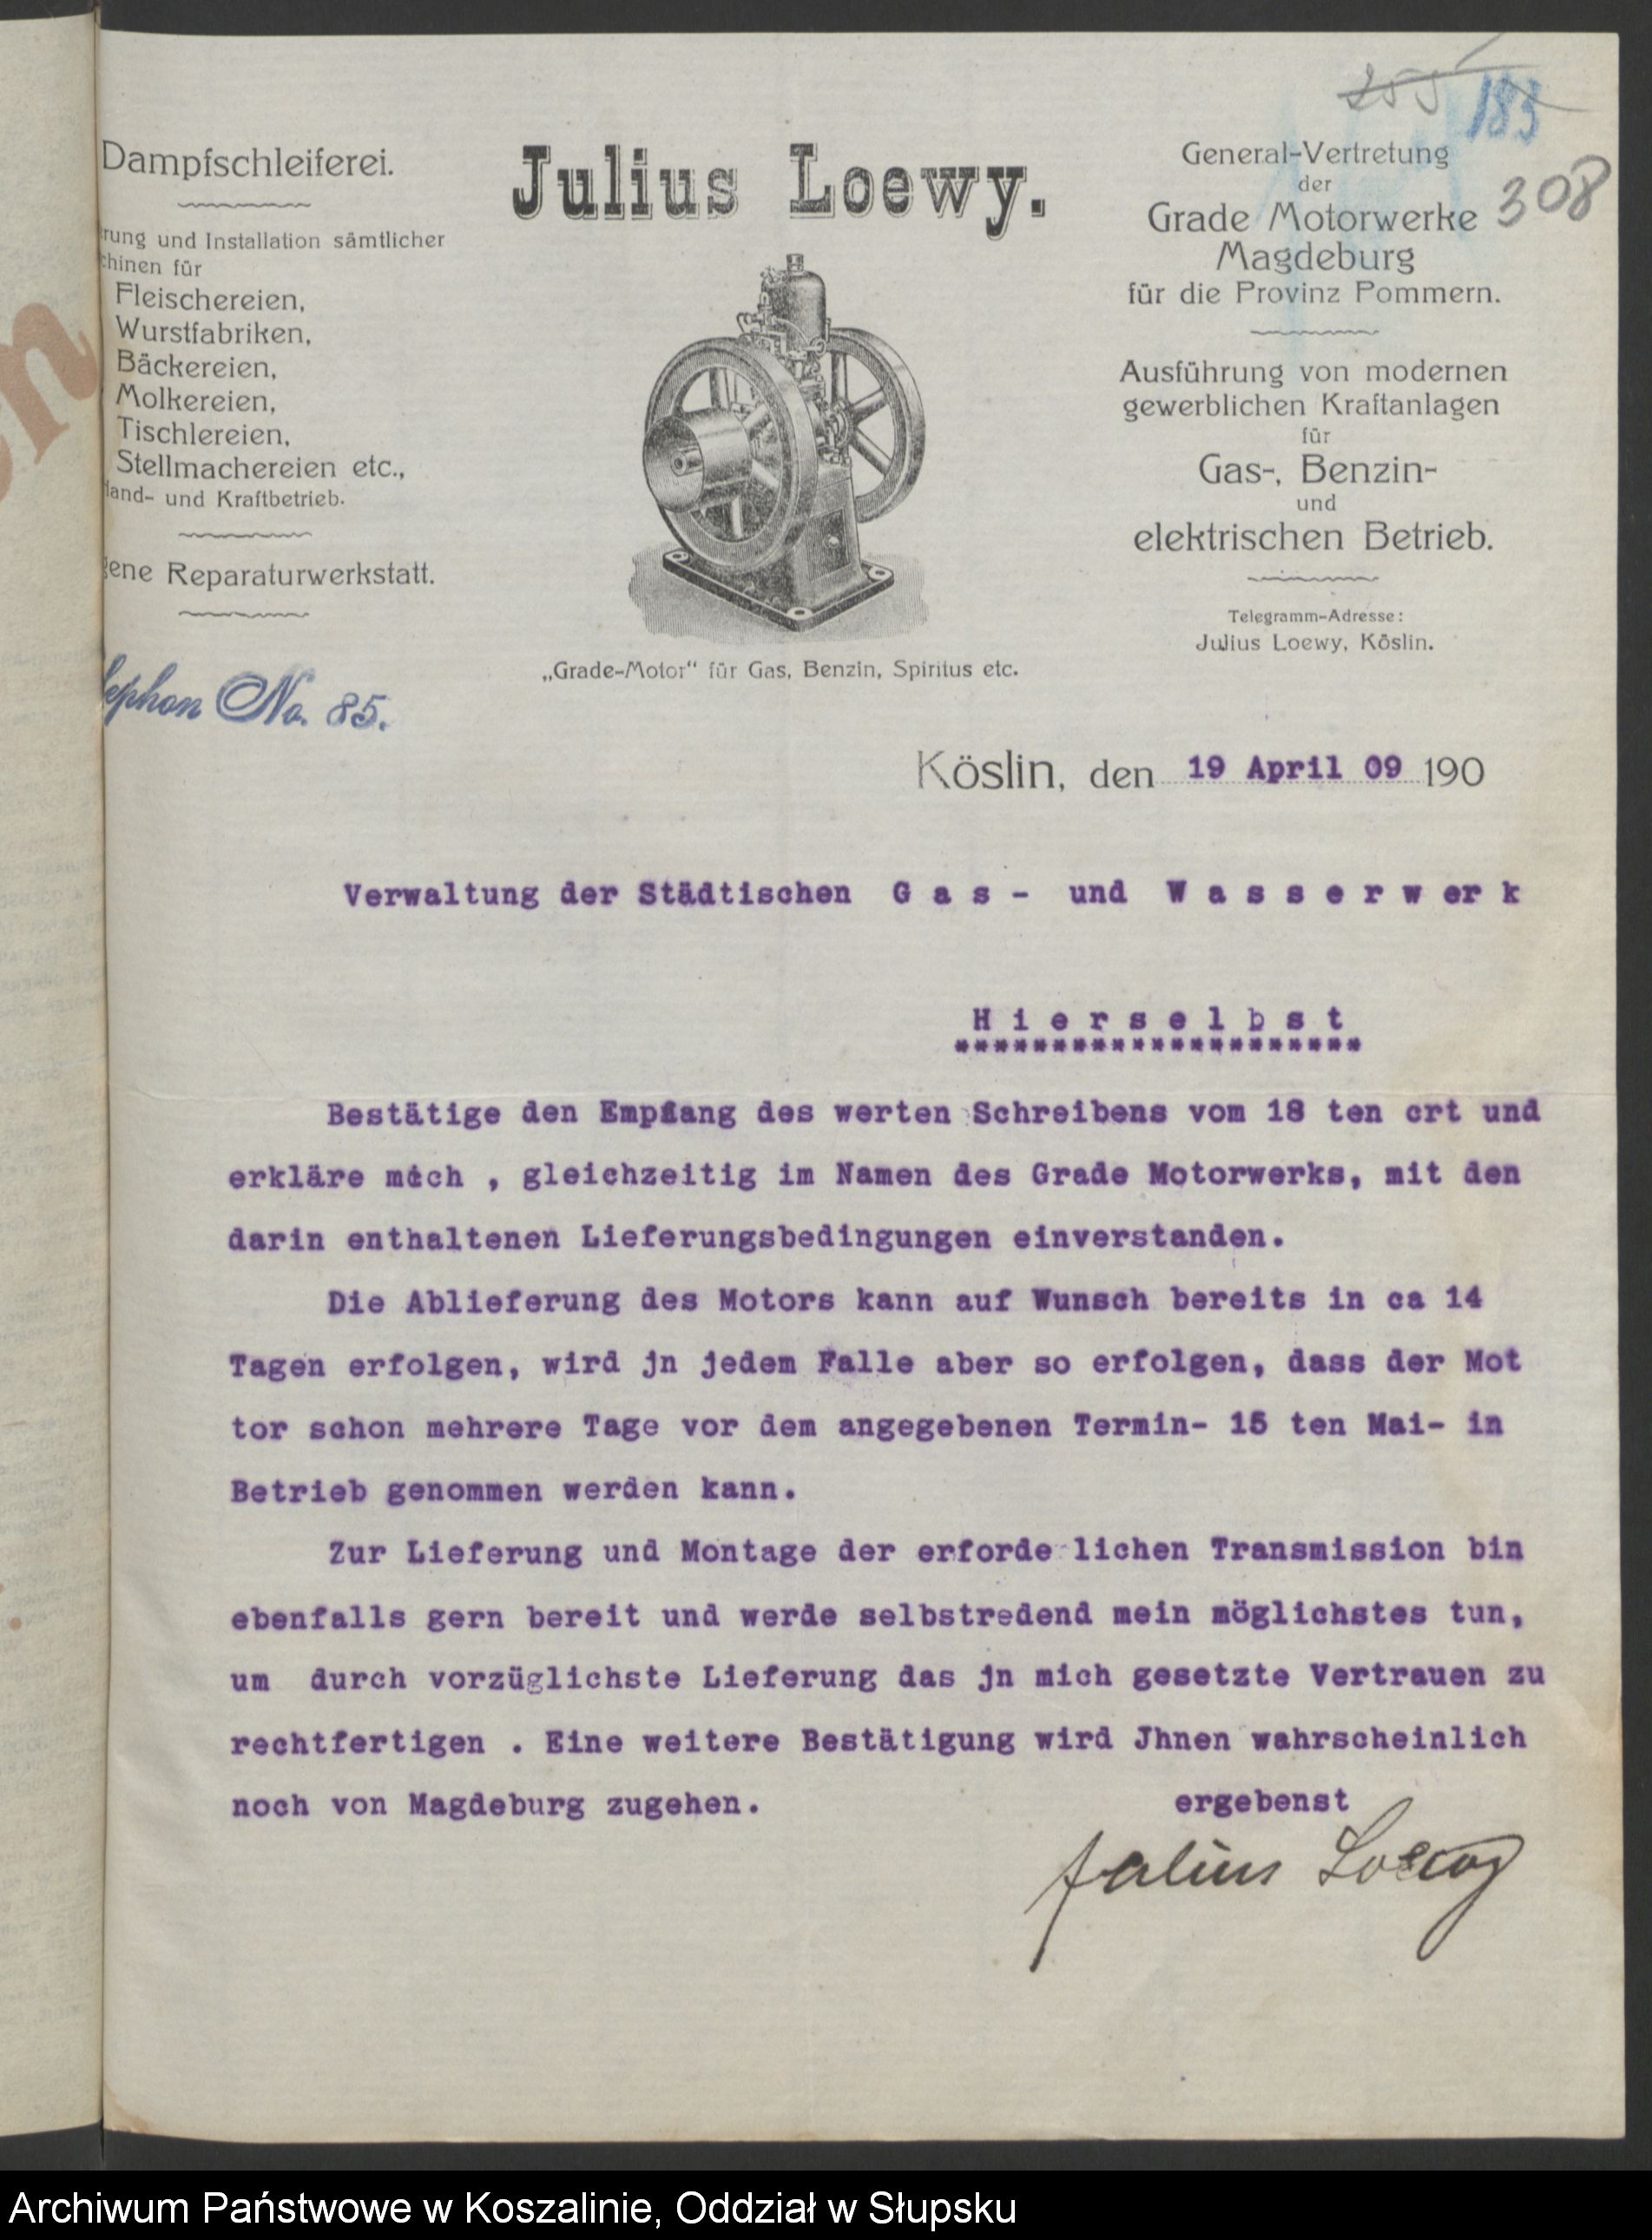 255
183
308
Dampfschleiferei.
rung und Installation sämtlicher
chinen für
Fleischereien,
Wurstfabriken,
Bäckereien,
Molkereien,
Tischlereien,
Stellmachereien etc.,
Hand- und Kraftbetrieb.
gene Reparaturwerkstatt.
lephon No. 85.
Julius Loewy.
„Grade-Motor“ für Gas, Benzin, Spiritus etc.
General-Vertretung
der
Grade Motorwerke
Magdeburg
für die Provinz Pommern.
Ausführung von modernen
gewerblichen Kraftanlagen
für
Gas-, Benzin-
und
elektrischen Betrieb.
Telegramm-Adresse:
Julius Loewy, Köslin.
Köslin, den 19 April 09 190
Verwaltung der Städtischen G a s - und W a s s e r w er k
H i e r s e l b s t
*********************
Bestätige den Empfang des werten Schreibens vom 18 ten crt und
erkläre mich , gleichzeitig im Namen des Grade Motorwerks, mit den
darin enthaltenen Lieferungsbedingungen einverstanden.
Die Ablieferung des Motors kann auf Wunsch bereits in ca 14
Tagen erfolgen, wird jn jedem Falle aber so erfolgen, dass der Mot
tor schon mehrere Tage vor dem angegebenen Termin- 15 ten Mai- in
Betrieb genommen werden kann.
Zur Lieferung und Montage der erforde lichen Transmission bin
ebenfalls gern bereit und werde selbstredend mein möglichstes tun,
um durch vorzüglichste Lieferung das jn mich gesetzte Vertrauen zu
rechtfertigen . Eine weitere Bestätigung wird Jhnen wahrscheinlich
noch von Magdeburg zugehen. ergebenst
Julius Loewy
Archiwum Państwowe w Koszalinie, Oddział w Słupsku